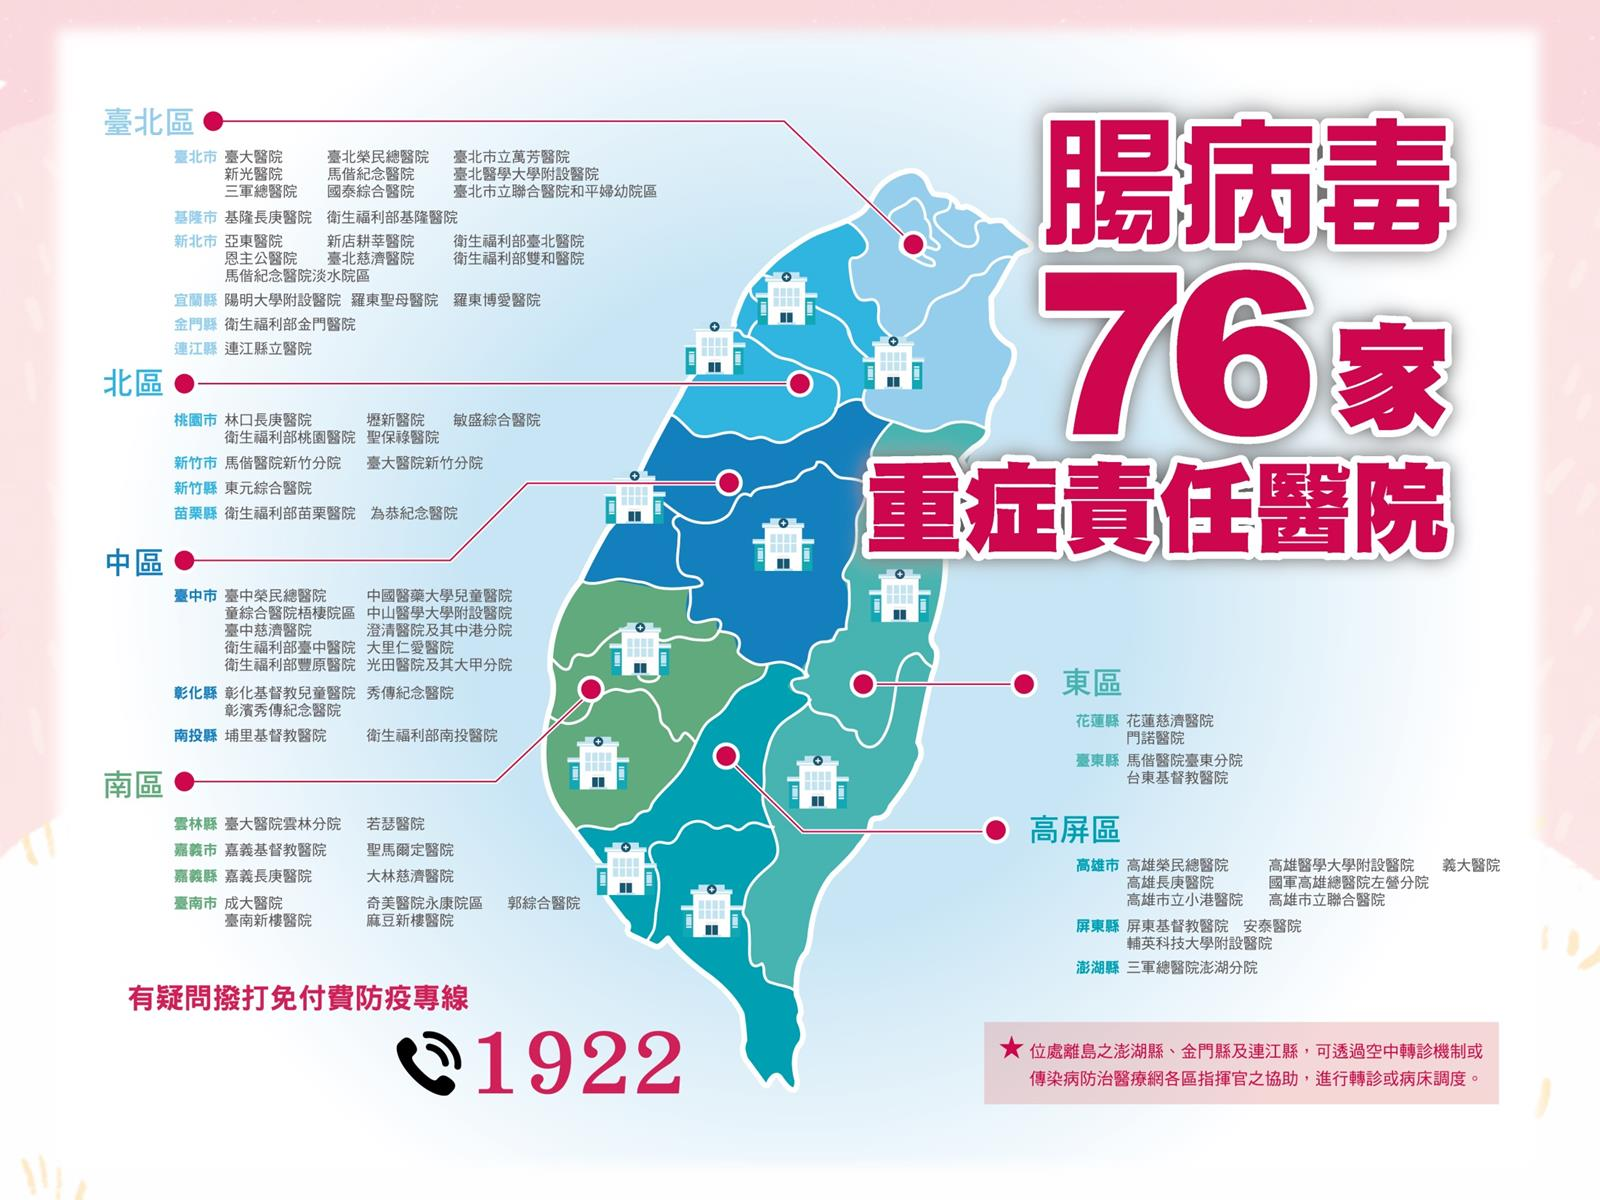 腸病毒
76家
重症責任醫院
臺北區
臺北市 臺大醫院 臺北榮民總醫院 臺北市立萬芳醫院
新光醫院 馬偕紀念醫院 臺北醫學大學附設醫院
三軍總醫院 國泰綜合醫院 臺北市立聯合醫院和平婦幼院區
基隆市 基隆長庚醫院 衛生福利部基隆醫院
新北市 亞東醫院 新店耕莘醫院 衛生福利部臺北醫院
恩主公醫院 臺北慈濟醫院 衛生福利部雙和醫院
馬偕紀念醫院淡水院區
宜蘭縣 陽明大學附設醫院 羅東聖母醫院 羅東博愛醫院
金門縣 衛生福利部金門醫院
連江縣 連江縣立醫院
北區
桃園市 林口長庚醫院 壢新醫院 敏盛綜合醫院
衛生福利部桃園醫院 聖保祿醫院
新竹市 馬偕醫院新竹分院 臺大醫院新竹分院
新竹縣 東元綜合醫院
苗栗縣 衛生福利部苗栗醫院 為恭紀念醫院
中區
臺中市 臺中榮民總醫院 中國醫藥大學兒童醫院
童綜合醫院梧棲院區 中山醫學大學附設醫院
臺中慈濟醫院 澄清醫院及其中港分院
衛生福利部臺中醫院 大里仁愛醫院
衛生福利部豐原醫院 光田醫院及其大甲分院
彰化縣 彰化基督教兒童醫院 秀傳紀念醫院
彰濱秀傳紀念醫院
南投縣 埔里基督教醫院 衛生福利部南投醫院
南區
雲林縣 臺大醫院雲林分院 若瑟醫院
嘉義市 嘉義基督教醫院 聖馬爾定醫院
嘉義縣 嘉義長庚醫院 大林慈濟醫院
臺南市 成大醫院 奇美醫院永康院區 郭綜合醫院
臺南新樓醫院 麻豆新樓醫院
東區
花蓮縣 花蓮慈濟醫院
門諾醫院
臺東縣 馬偕醫院臺東分院
台東基督教醫院
高屏區
高雄市 高雄榮民總醫院 高雄醫學大學附設醫院 義大醫院
高雄長庚醫院 國軍高雄總醫院左營分院
高雄市立小港醫院 高雄市立聯合醫院
屏東縣 屏東基督教醫院 安泰醫院
輔英科技大學附設醫院
澎湖縣 三軍總醫院澎湖分院
有疑問撥打免付費防疫專線
1922
★位處離島之澎湖縣、金門縣及連江縣，可透過空中轉診機制或
傳染病防治醫療網各區指揮官之協助，進行轉診或病床調度。